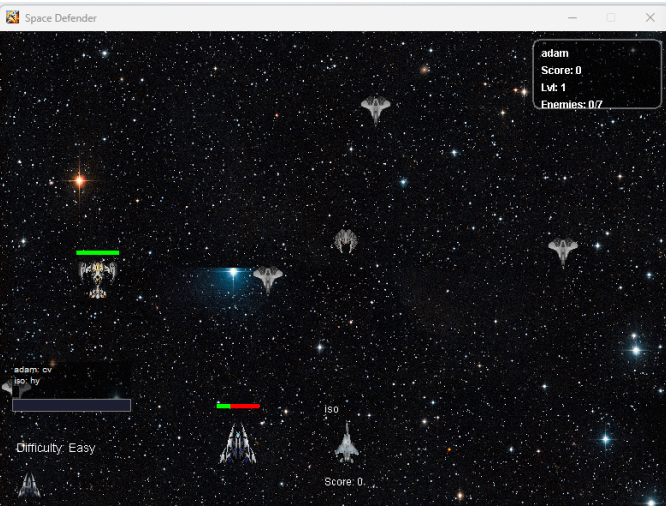 Space Defender
adam
Score: 0
Lvl: 1
Enemies: 0/7
adam: cv
iso: hy
iso
Difficulty: Easy
Score: 0